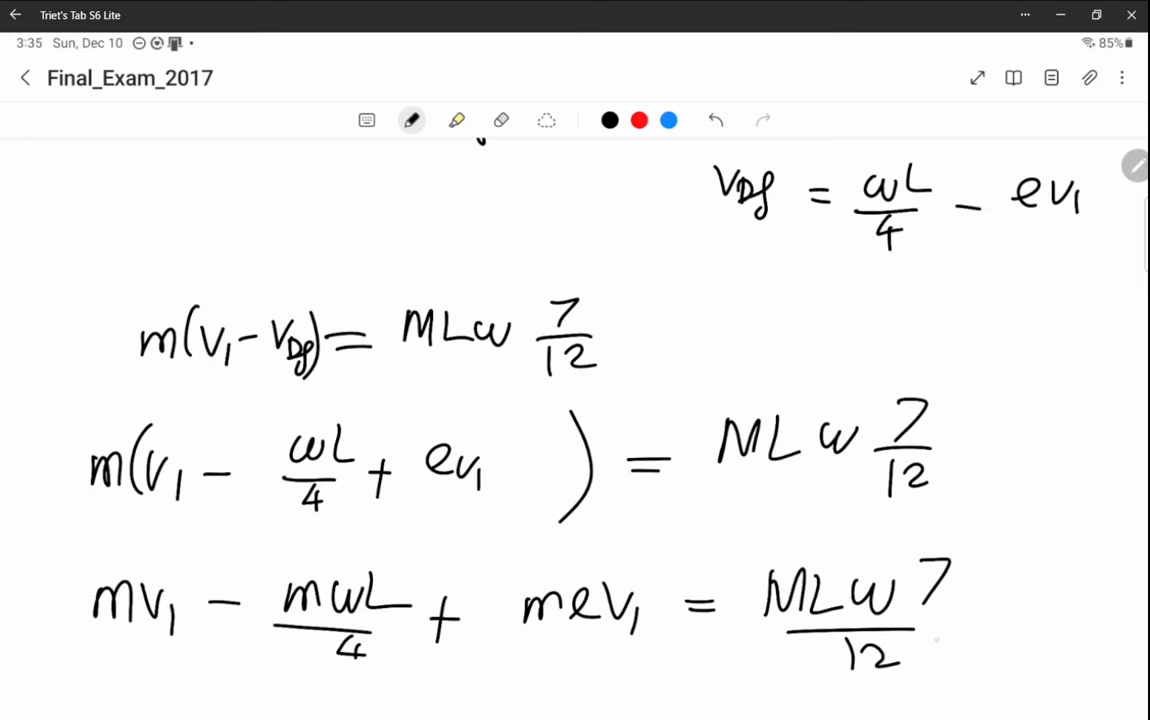 Triet's Tab S6 Lite
3:35 Sun, Dec 10 85%
Final_Exam_2017
V_Df = ωL/4 - ev₁
m(v₁ - V_Df) = MLω 7/12
m(v₁ - ωL/4 + ev₁) = MLω 7/12
mv₁ - mωL/4 + mev₁ = MLω7/12